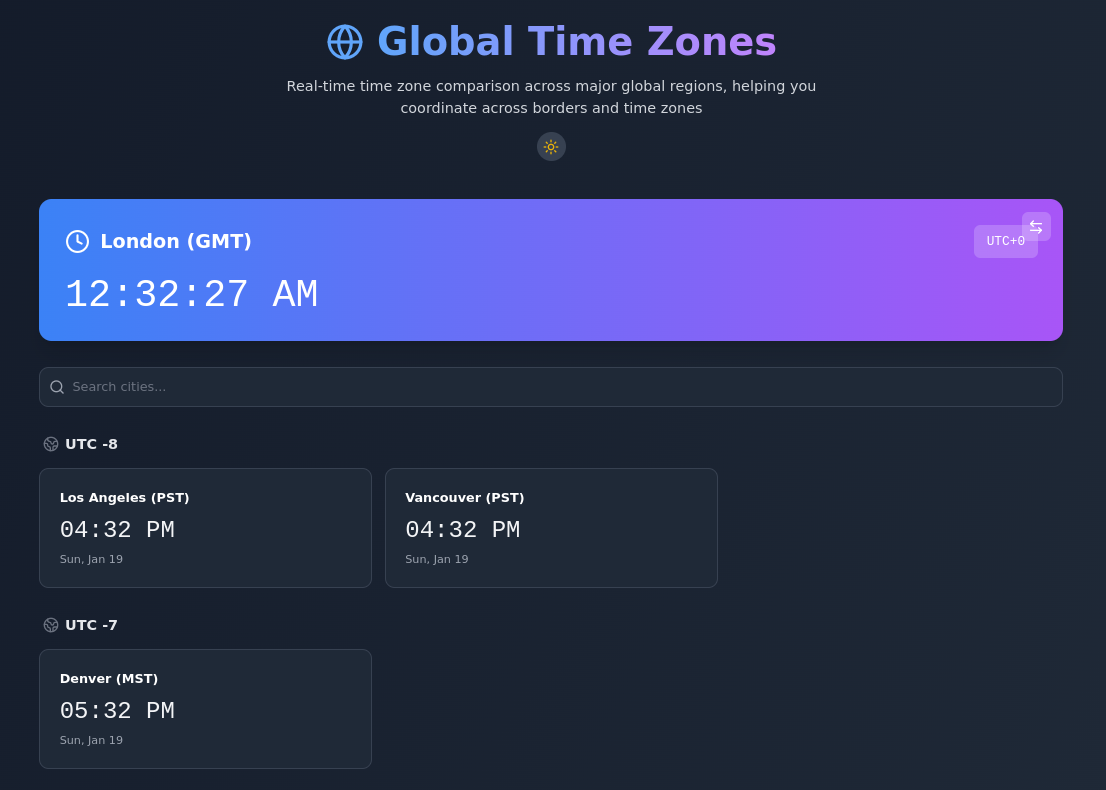 Global Time Zones
Real-time time zone comparison across major global regions, helping you
coordinate across borders and time zones
London (GMT)
UTC+0
12:32:27 AM
Search cities...
UTC -8
Los Angeles (PST)
04:32 PM
Sun, Jan 19
Vancouver (PST)
04:32 PM
Sun, Jan 19
UTC -7
Denver (MST)
05:32 PM
Sun, Jan 19